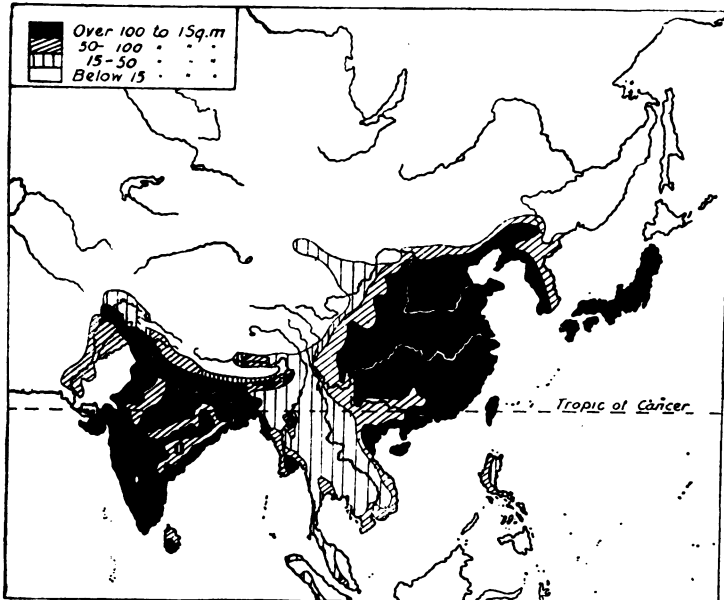 Over 100 to 1Sq.m
50-100 " " "
15-50 " " "
Below 15 " " "
Tropic of Cancer